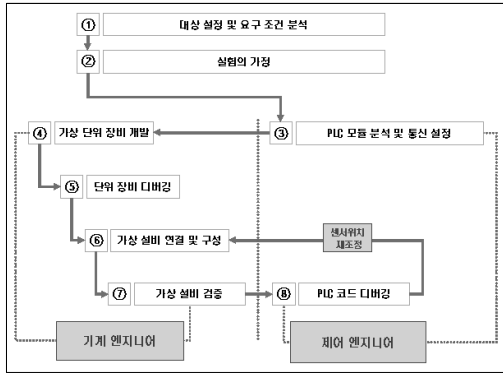 ① 대상 설정 및 요구 조건 분석
② 실험의 가정
④ 가상 단위 장비 개발
③ PLC 모듈 분석 및 통신 설정
⑤ 단위 장비 디버깅
⑥ 가상 설비 연결 및 구성
센서위치
재조정
⑦ 가상 설비 검증
⑧ PLC 코드 디버깅
기계 엔지니어
제어 엔지니어